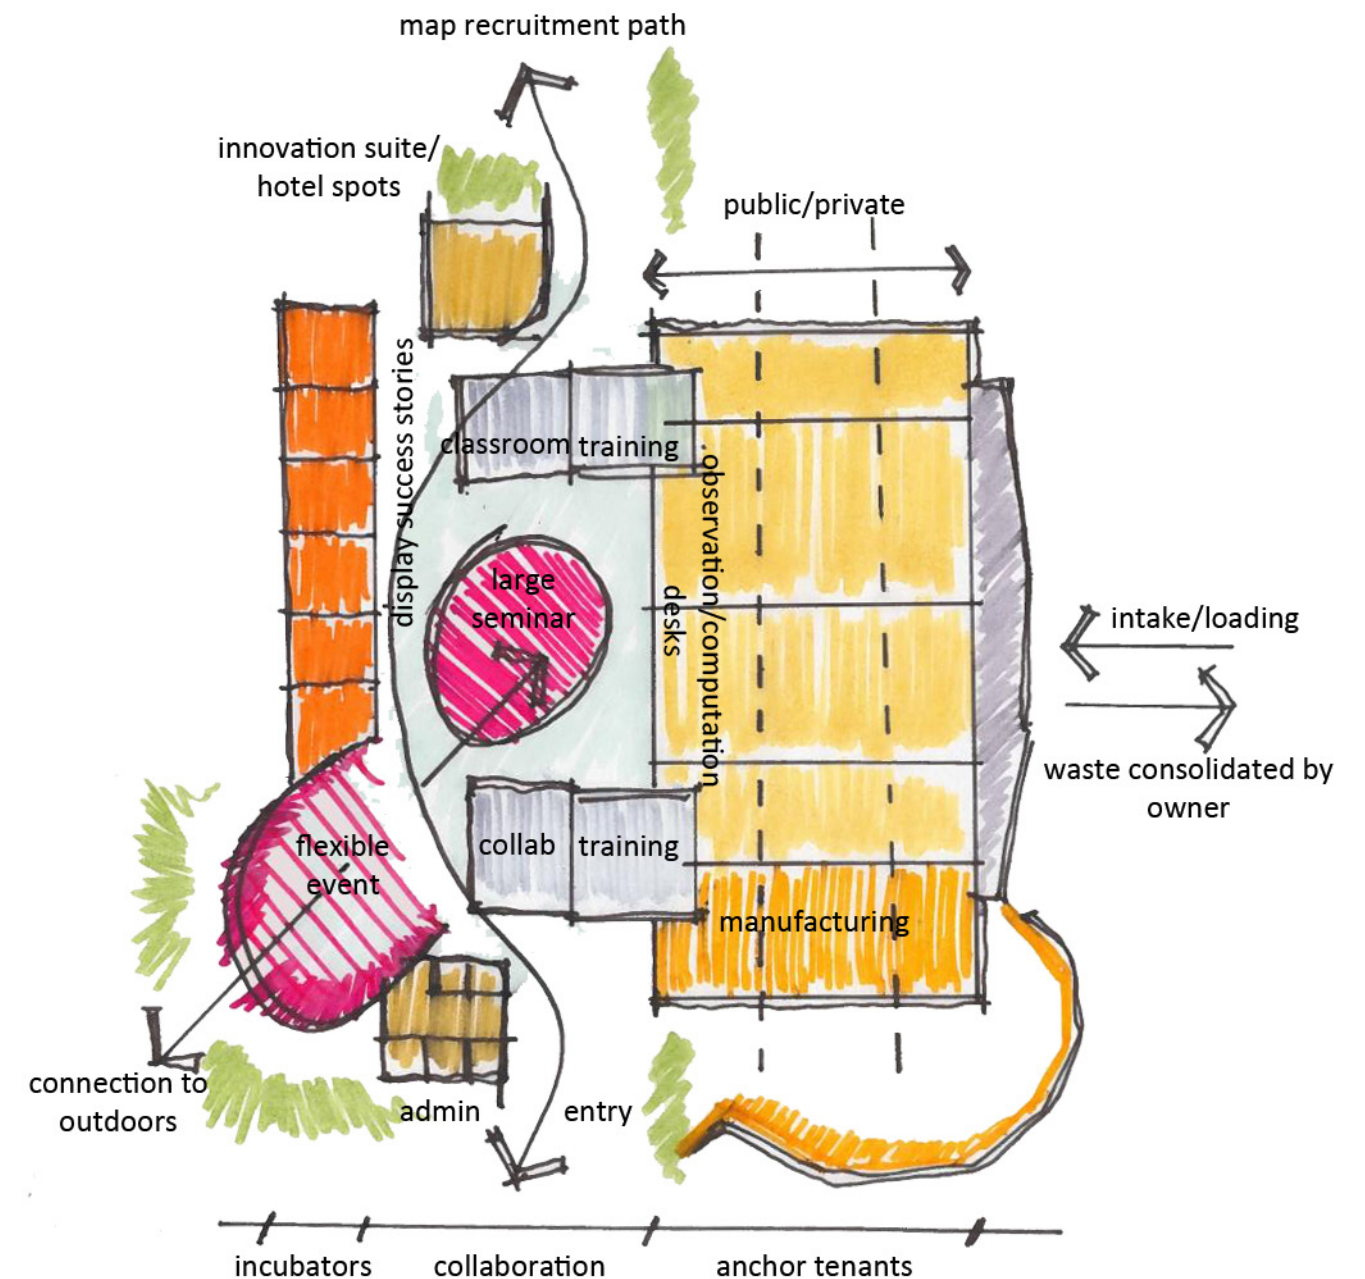 map recruitment path
innovation suite/
hotel spots
public/private
display success stories
classroom
training
observation/computation
desks
large
seminar
intake/loading
waste consolidated by
owner
flexible
event
collab
training
manufacturing
connection to
outdoors
admin
entry
incubators
collaboration
anchor tenants